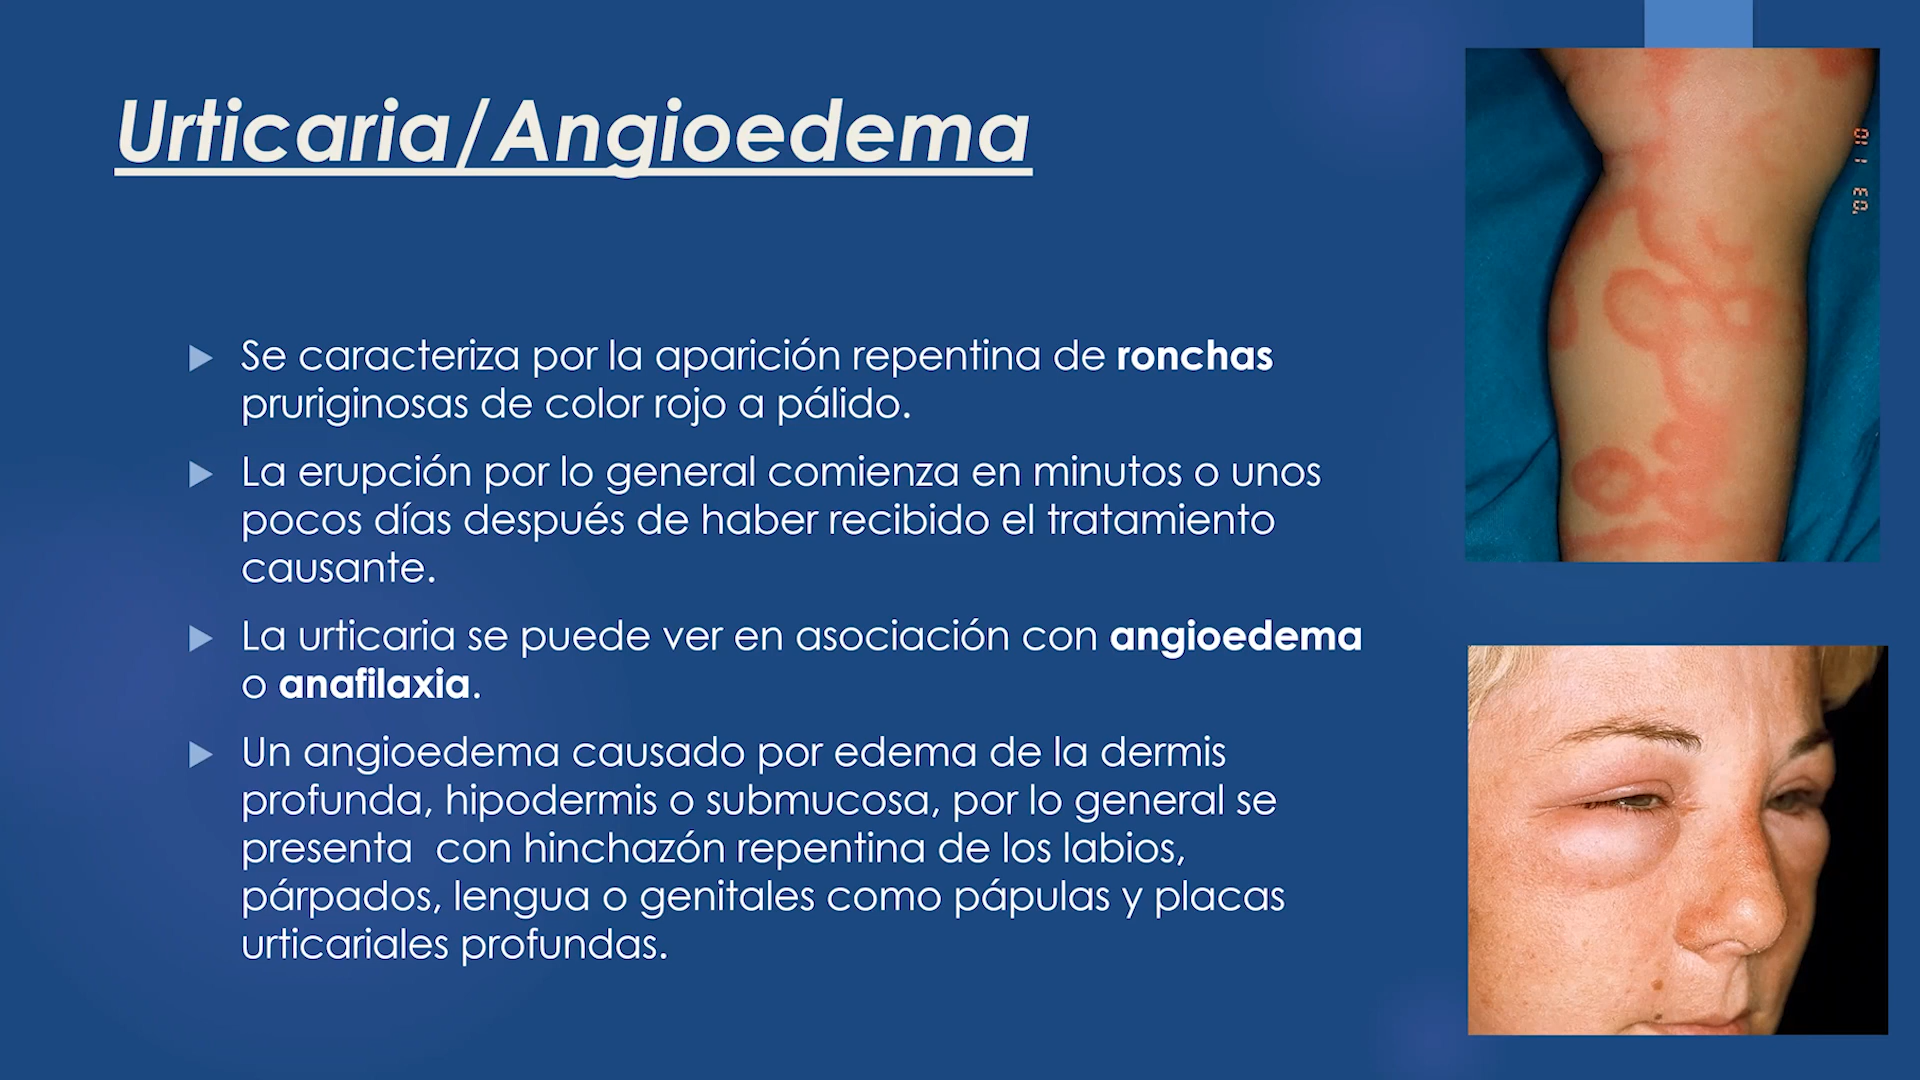 Urticaria/Angioedema
Se caracteriza por la aparición repentina de ronchas
pruriginosas de color rojo a pálido.
La erupción por lo general comienza en minutos o unos
pocos días después de haber recibido el tratamiento
causante.
La urticaria se puede ver en asociación con angioedema
o anafilaxia.
Un angioedema causado por edema de la dermis
profunda, hipodermis o submucosa, por lo general se
presenta  con hinchazón repentina de los labios,
párpados, lengua o genitales como pápulas y placas
urticariales profundas.